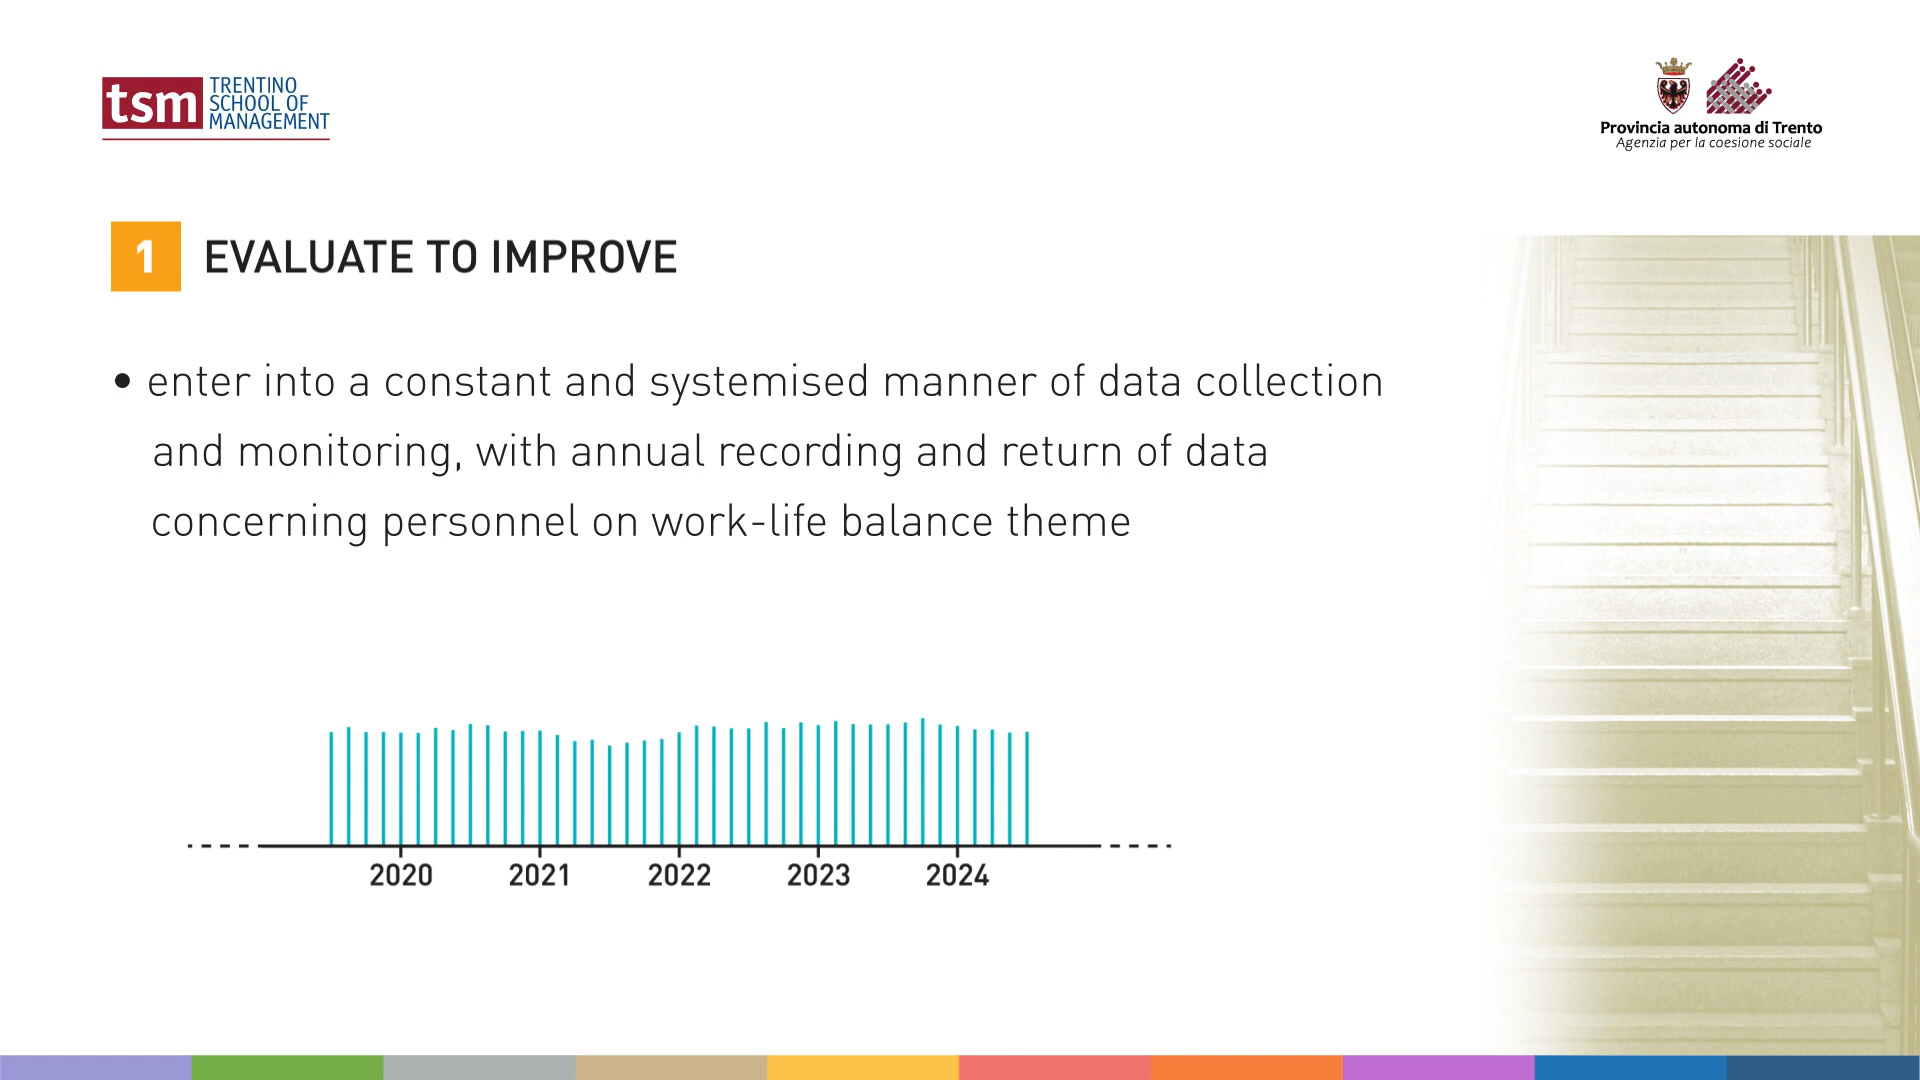 tsm
TRENTINO
SCHOOL OF
MANAGEMENT
Provincia autonoma di Trento
Agenzia per la coesione sociale
1 EVALUATE TO IMPROVE
• enter into a constant and systemised manner of data collection
and monitoring, with annual recording and return of data
concerning personnel on work-life balance theme
2020 2021 2022 2023 2024